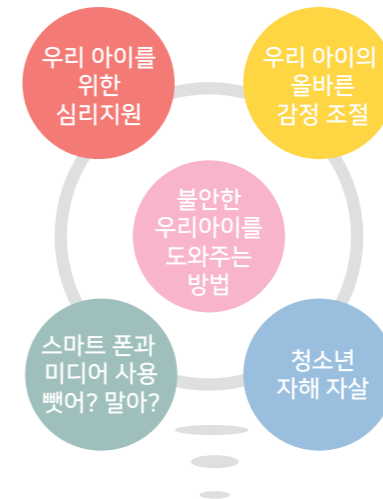 우리 아이를
위한
심리지원
우리 아이의
올바른
감정 조절
불안한
우리아이를
도와주는
방법
스마트 폰과
미디어 사용
뺏어? 말아?
청소년
자해 자살